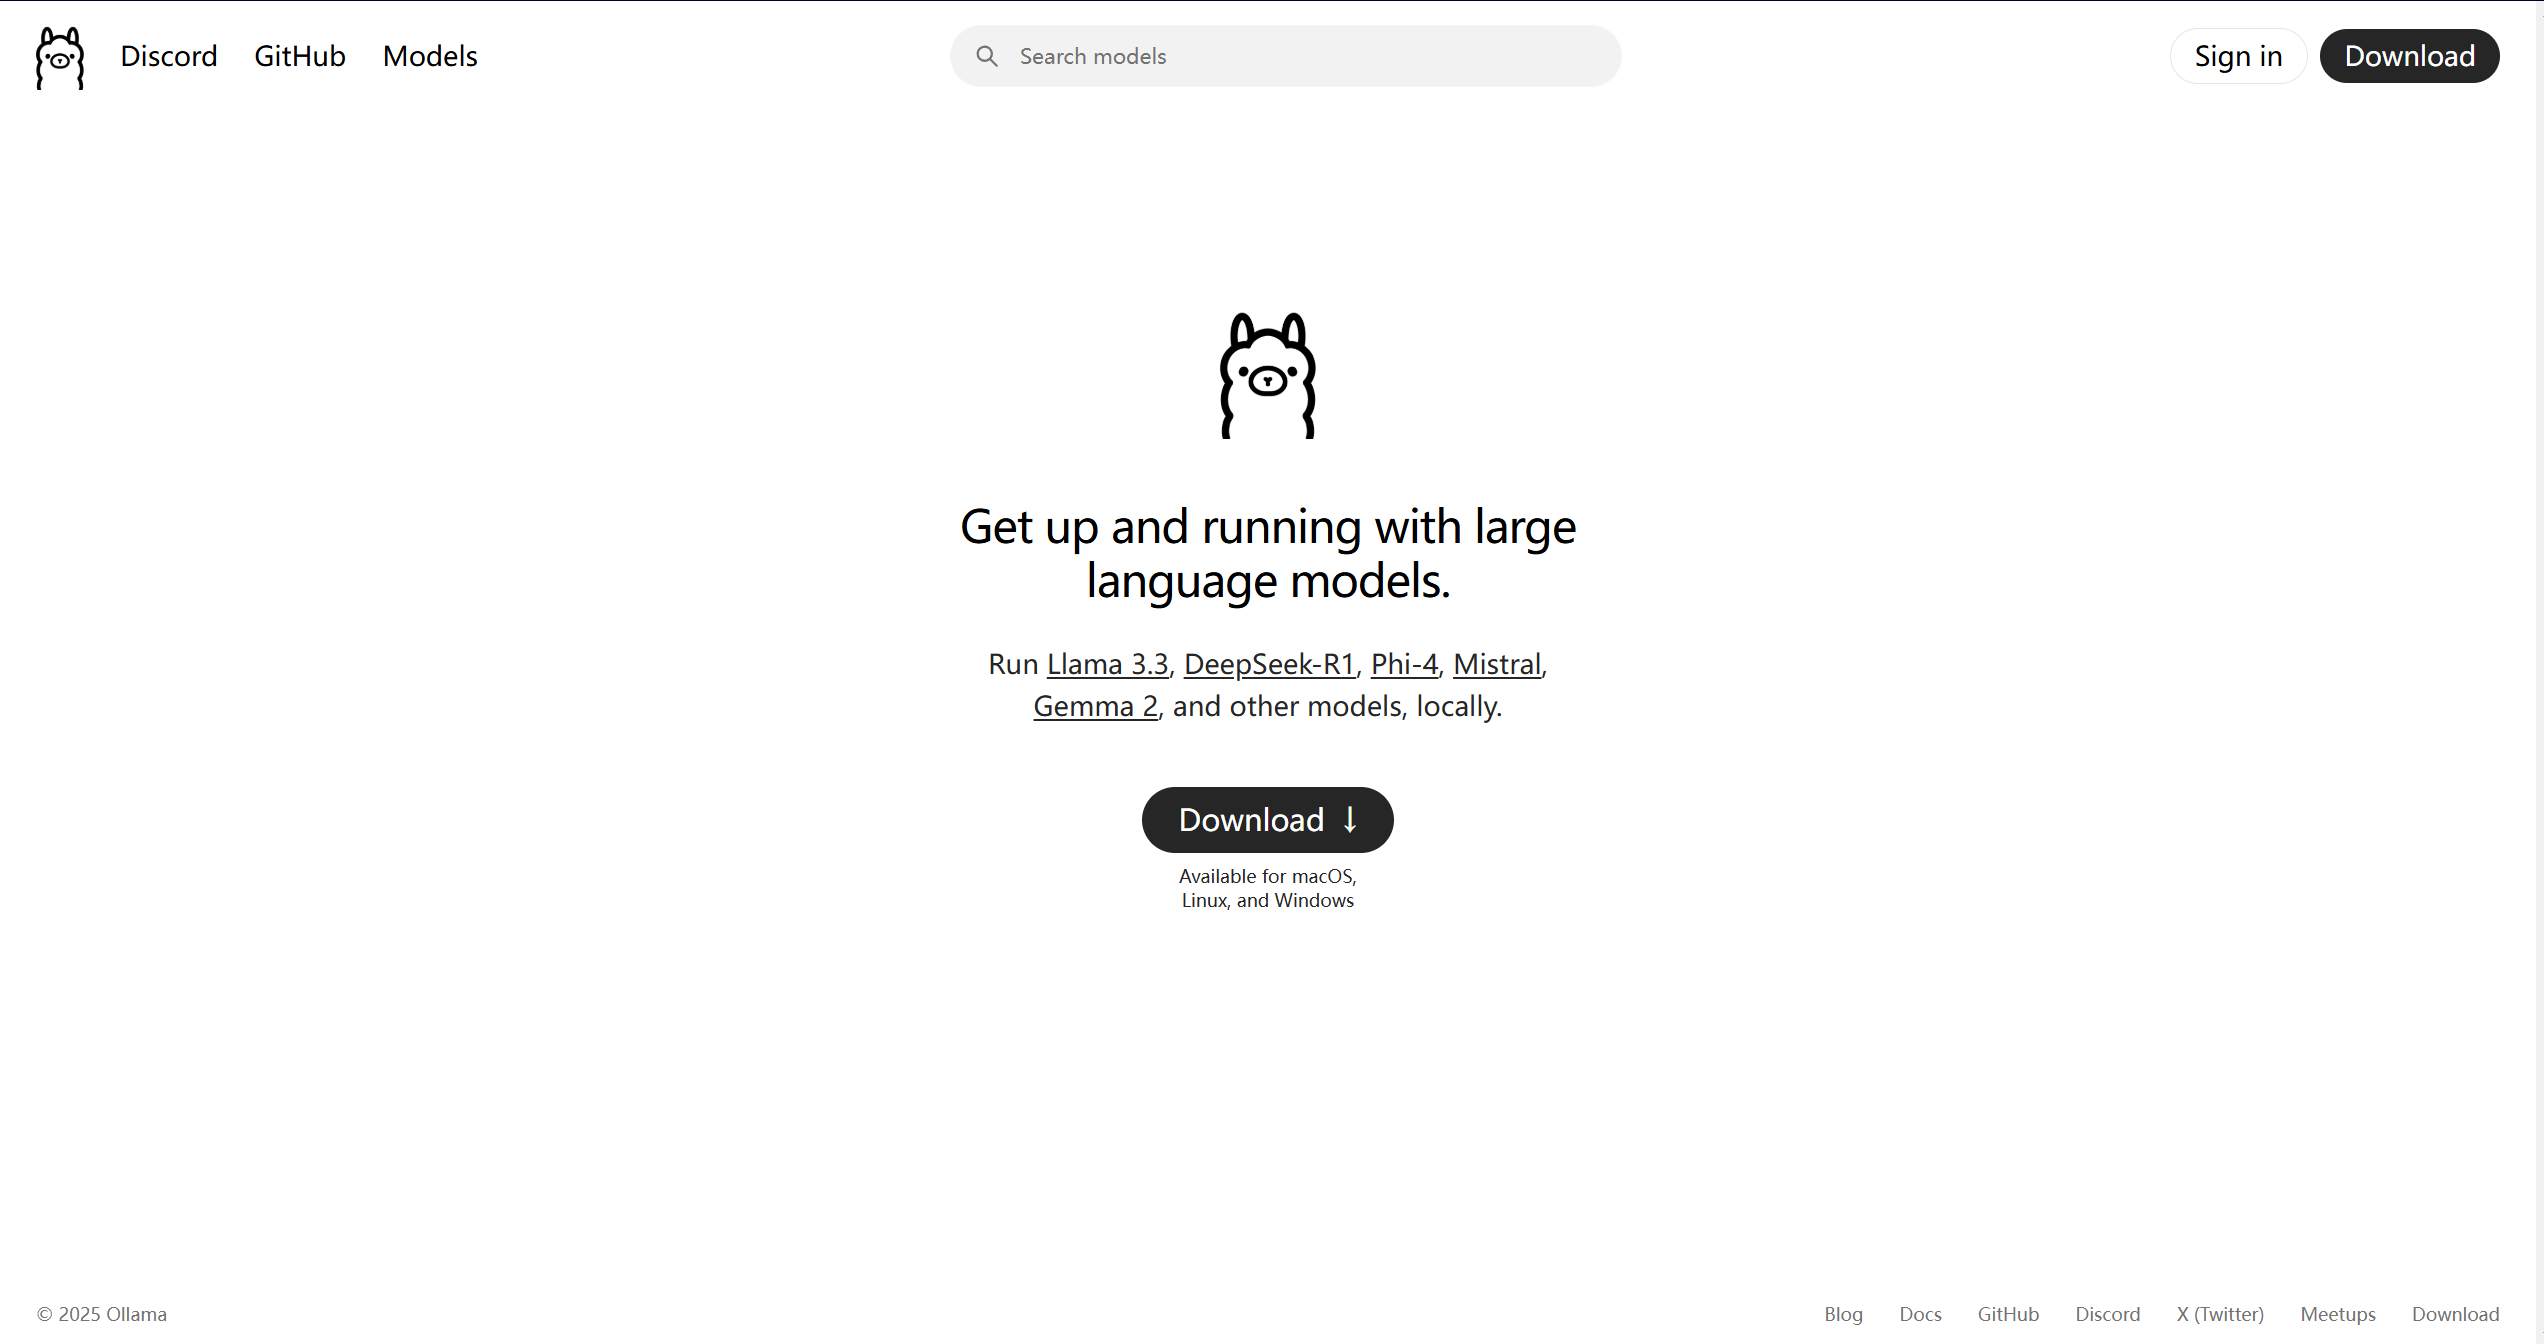 Discord GitHub Models Search models Sign in Download
Get up and running with large
language models.
Run Llama 3.3, DeepSeek-R1, Phi-4, Mistral,
Gemma 2, and other models, locally.
Download ↓
Available for macOS,
Linux, and Windows
© 2025 Ollama Blog Docs GitHub Discord X (Twitter) Meetups Download